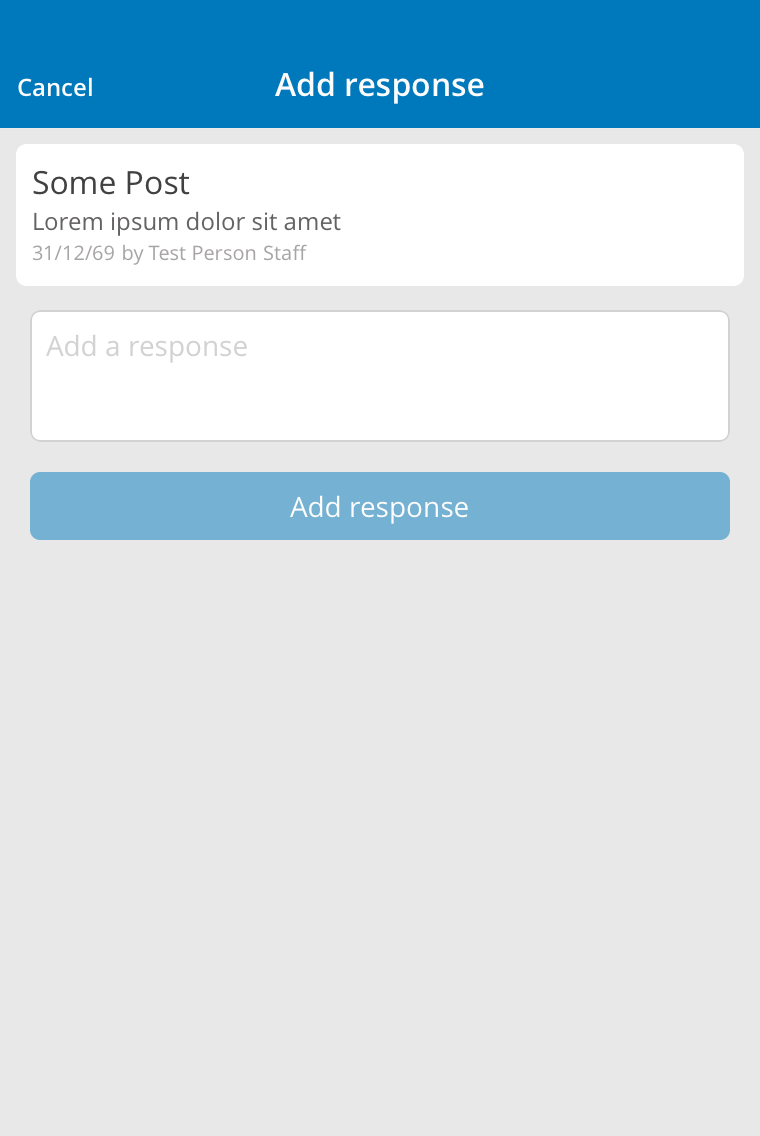 Cancel
Add response
Some Post
Lorem ipsum dolor sit amet
31/12/69 by Test Person Staff
Add a response
Add response